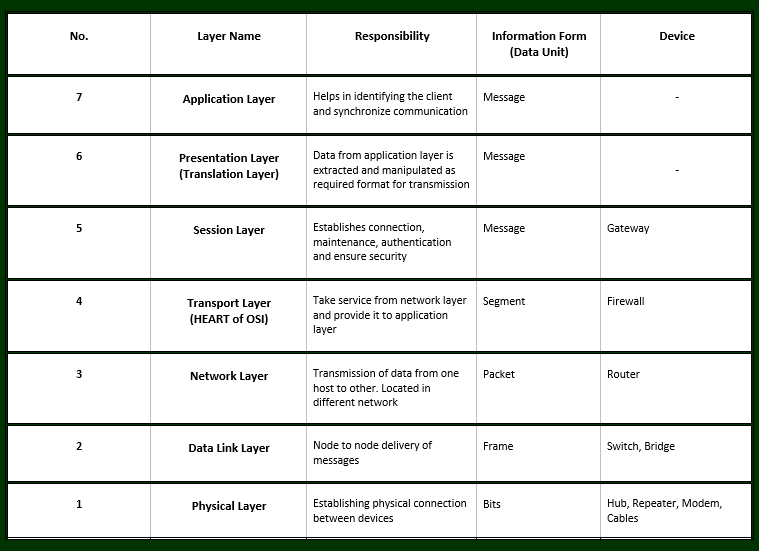 No.
Layer Name
Responsibility
Information Form
(Data Unit)
Device
7
Application Layer
Helps in identifying the client
and synchronize communication
Message
-
6
Presentation Layer
(Translation Layer)
Data from application layer is
extracted and manipulated as
required format for transmission
Message
-
5
Session Layer
Establishes connection,
maintenance, authentication
and ensure security
Message
Gateway
4
Transport Layer
(HEART of OSI)
Take service from network layer
and provide it to application
layer
Segment
Firewall
3
Network Layer
Transmission of data from one
host to other. Located in
different network
Packet
Router
2
Data Link Layer
Node to node delivery of
messages
Frame
Switch, Bridge
1
Physical Layer
Establishing physical connection
between devices
Bits
Hub, Repeater, Modem,
Cables